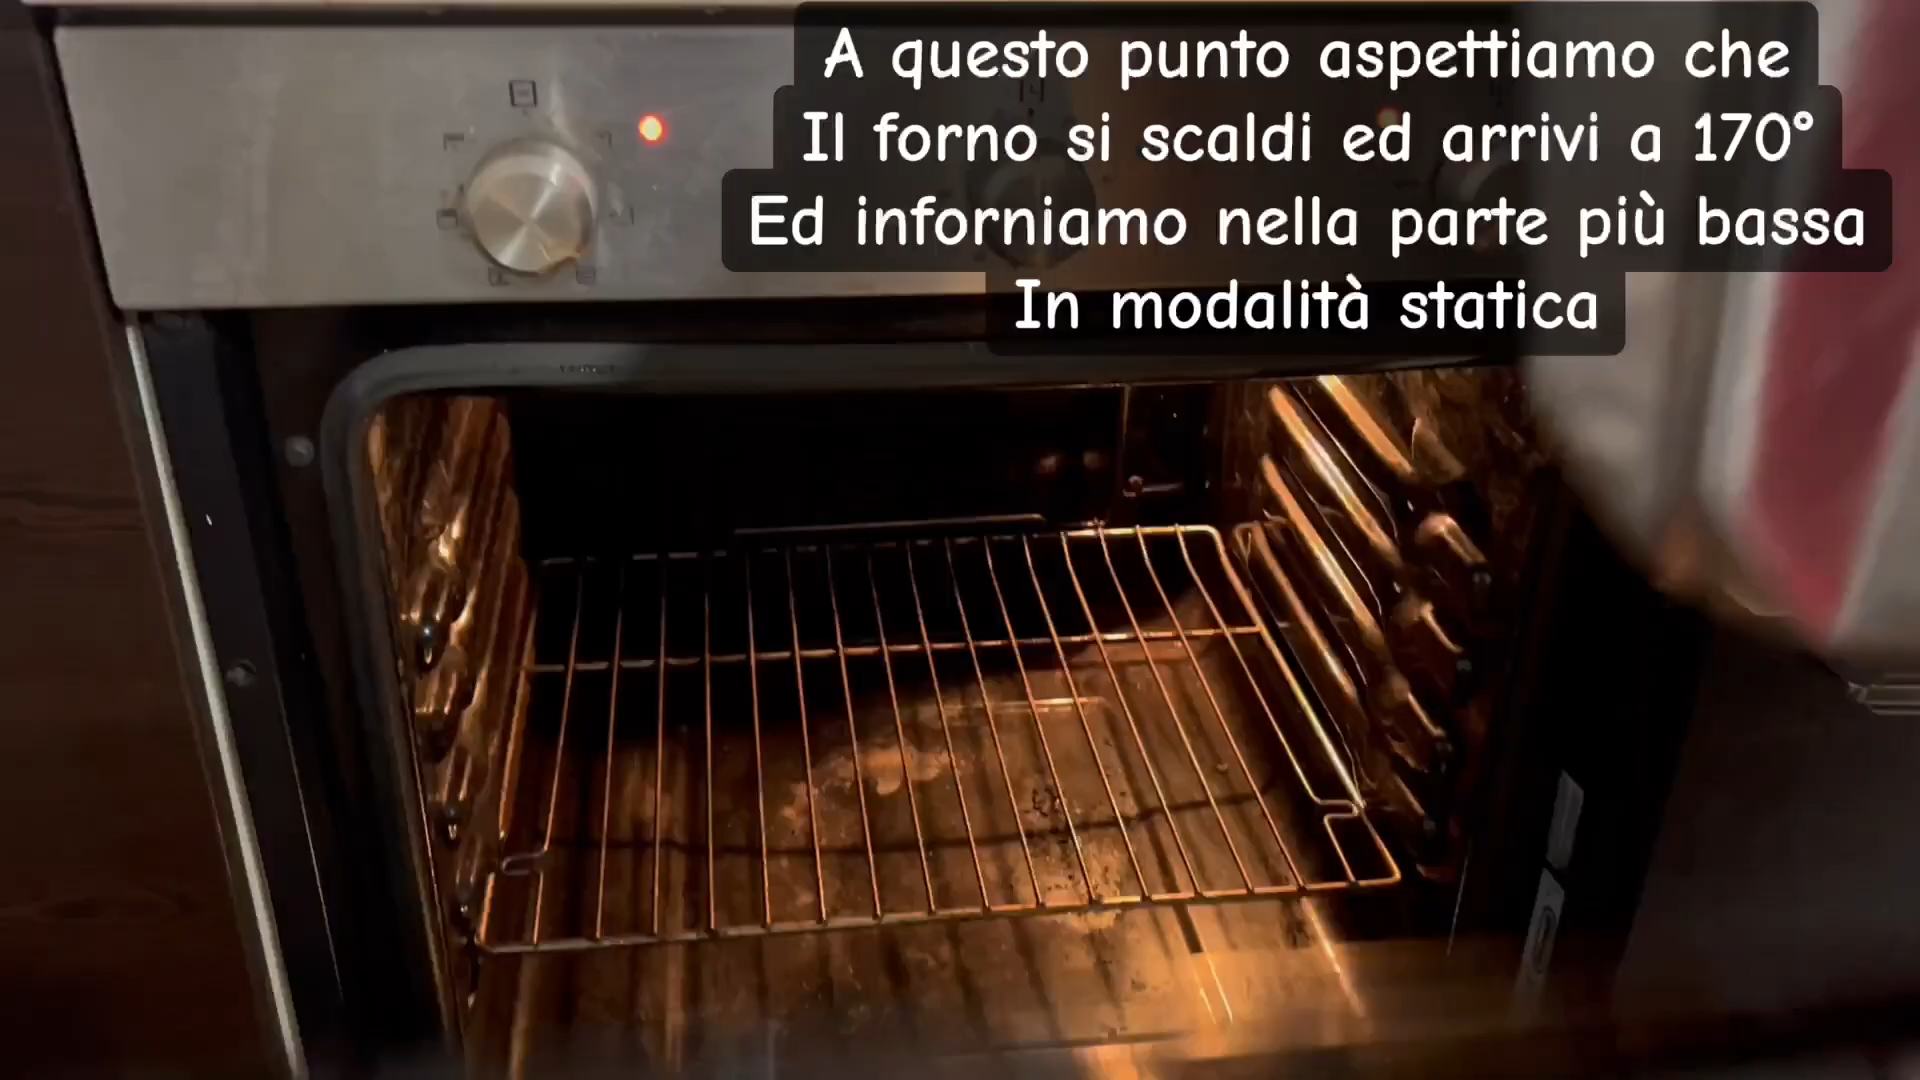 A questo punto aspettiamo che
Il forno si scaldi ed arrivi a 170°
Ed inforniamo nella parte più bassa
In modalità statica